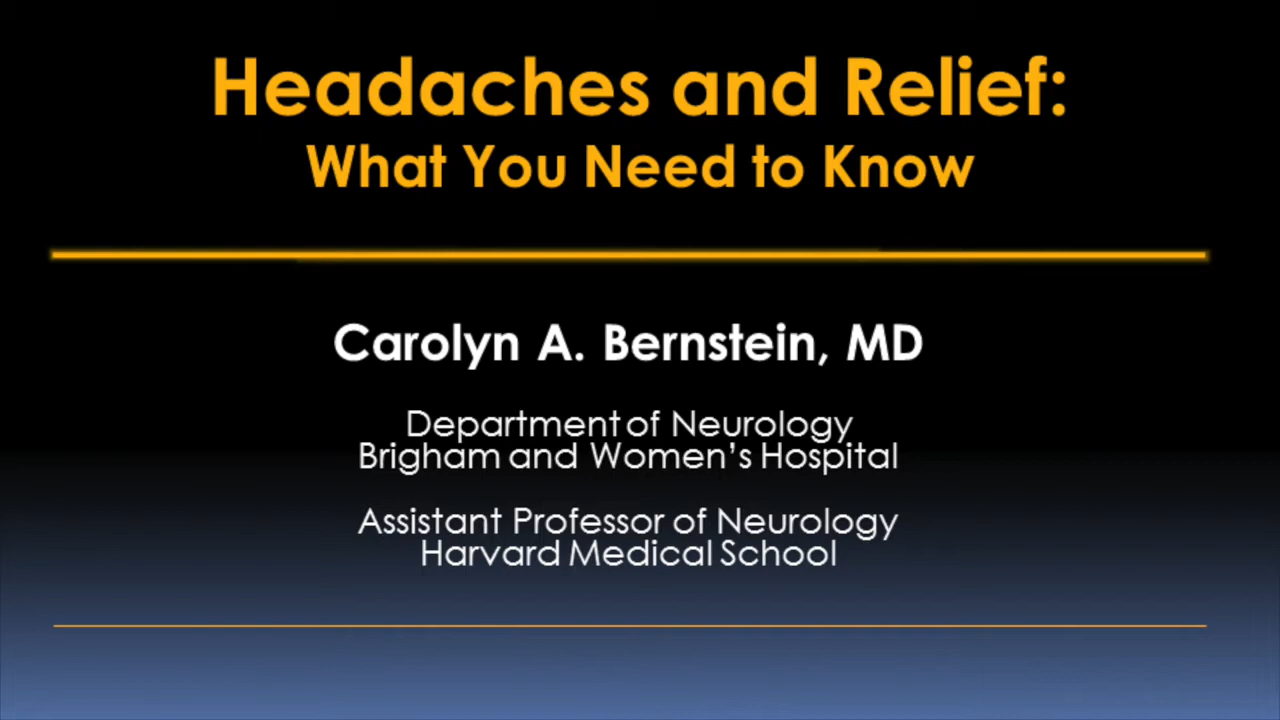 Headaches and Relief:
What You Need to Know
Carolyn A. Bernstein, MD
Department of Neurology
Brigham and Women's Hospital
Assistant Professor of Neurology
Harvard Medical School